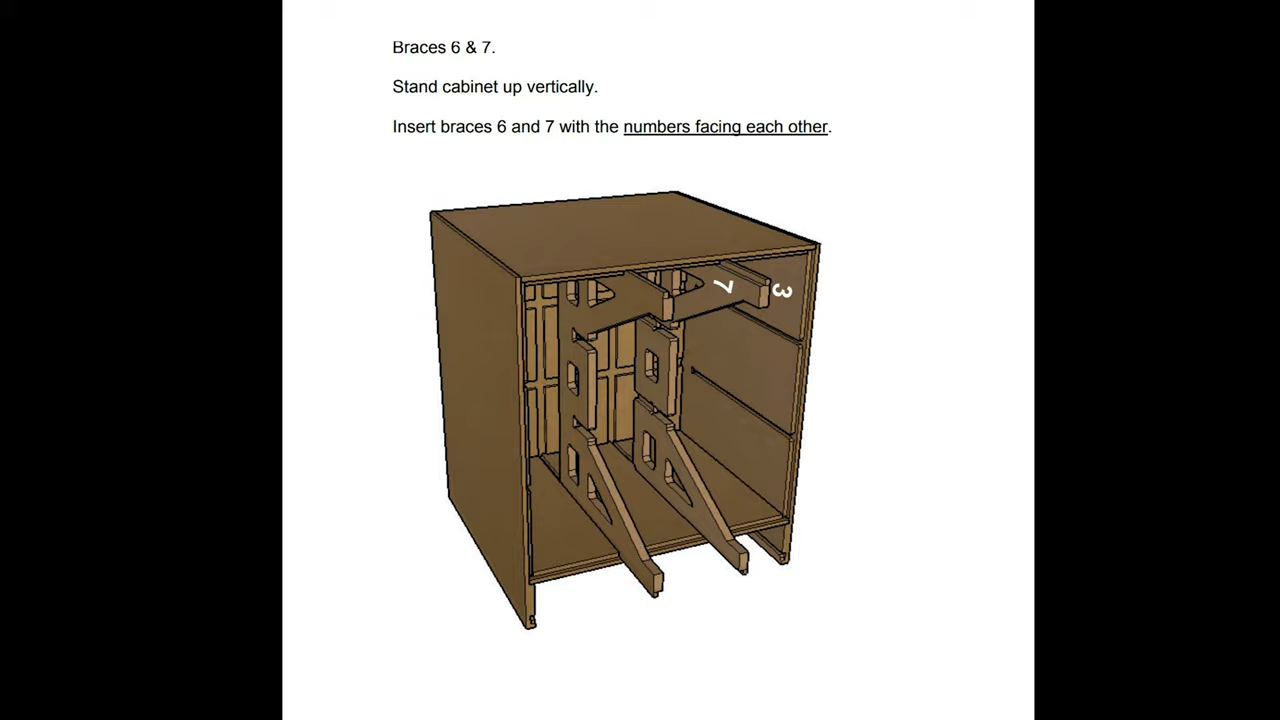 Braces 6 & 7.
Stand cabinet up vertically.
Insert braces 6 and 7 with the numbers facing each other.
7
3